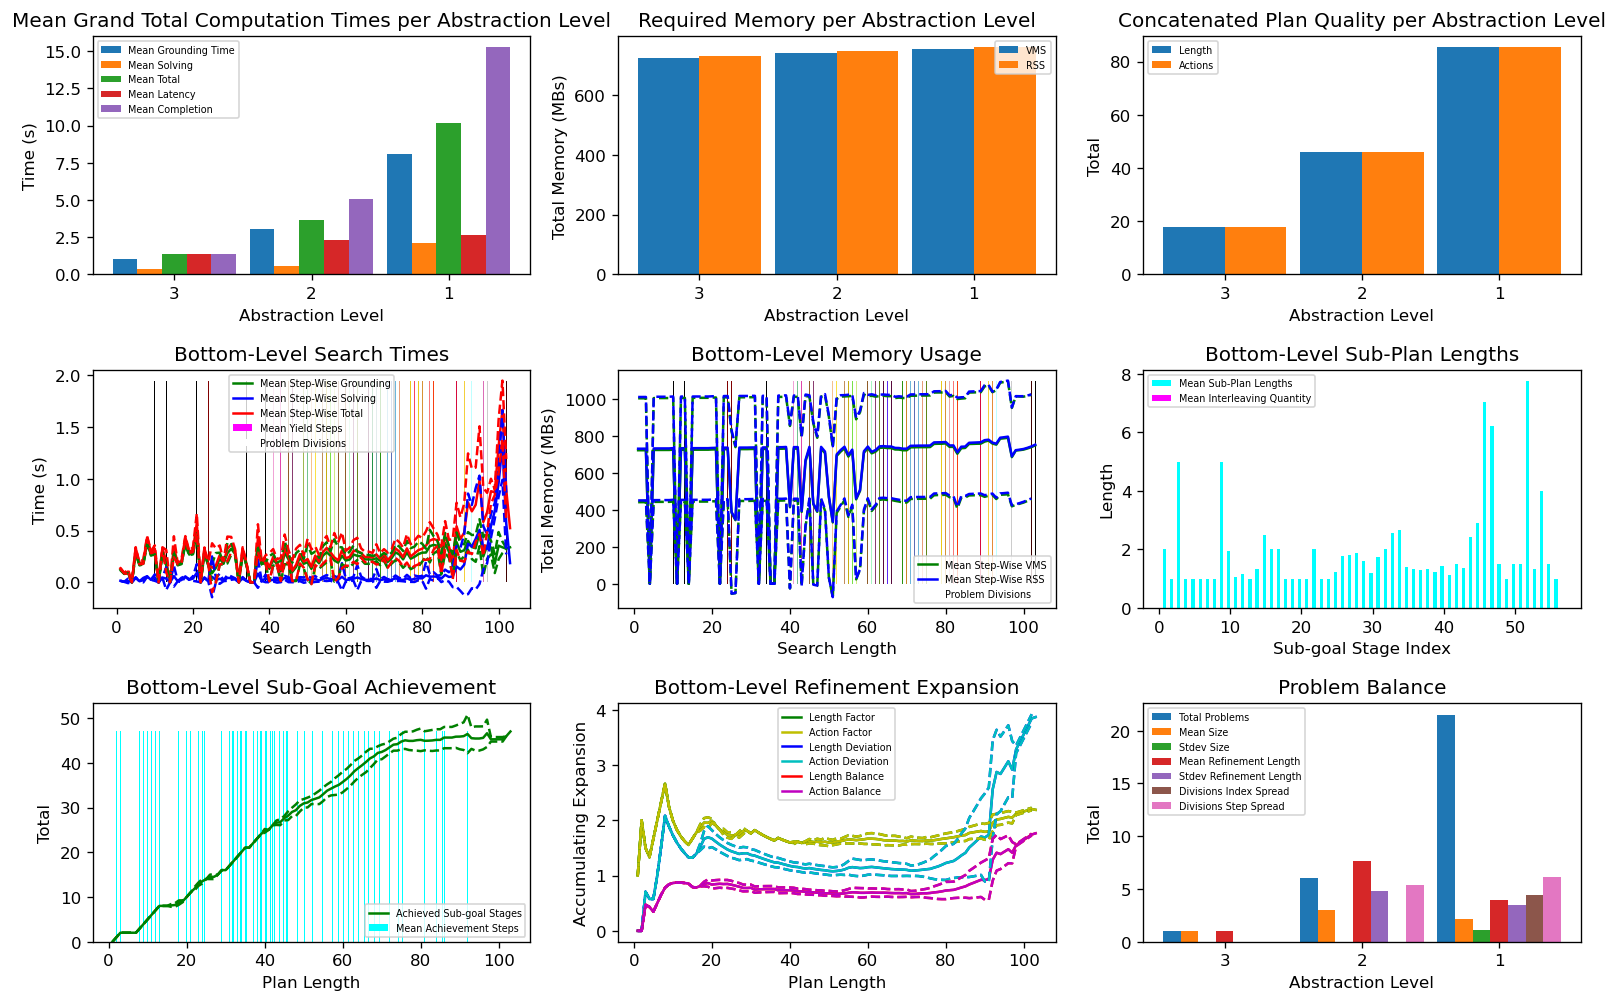 Mean Grand Total Computation Times per Abstraction Level
15.0
12.5
10.0
7.5
5.0
2.5
0.0
Time (s)
Mean Grounding Time
Mean Solving
Mean Total
Mean Latency
Mean Completion
3 2 1
Abstraction Level
Required Memory per Abstraction Level
600
400
200
0
Total Memory (MBs)
VMS
RSS
3 2 1
Abstraction Level
Concatenated Plan Quality per Abstraction Level
80
60
40
20
0
Total
Length
Actions
3 2 1
Abstraction Level
Bottom-Level Search Times
2.0
1.5
1.0
0.5
0.0
Time (s)
Mean Step-Wise Grounding
Mean Step-Wise Solving
Mean Step-Wise Total
Mean Yield Steps
Problem Divisions
0 20 40 60 80 100
Search Length
Bottom-Level Memory Usage
1000
800
600
400
200
0
Total Memory (MBs)
Mean Step-Wise VMS
Mean Step-Wise RSS
Problem Divisions
0 20 40 60 80 100
Search Length
Bottom-Level Sub-Plan Lengths
8
6
4
2
0
Length
Mean Sub-Plan Lengths
Mean Interleaving Quantity
0 10 20 30 40 50
Sub-goal Stage Index
Bottom-Level Sub-Goal Achievement
50
40
30
20
10
0
Total
Achieved Sub-goal Stages
Mean Achievement Steps
0 20 40 60 80 100
Plan Length
Bottom-Level Refinement Expansion
4
3
2
1
0
Accumulating Expansion
Length Factor
Action Factor
Length Deviation
Action Deviation
Length Balance
Action Balance
0 20 40 60 80 100
Plan Length
Problem Balance
20
15
10
5
0
Total
Total Problems
Mean Size
Stdev Size
Mean Refinement Length
Stdev Refinement Length
Divisions Index Spread
Divisions Step Spread
3 2 1
Abstraction Level